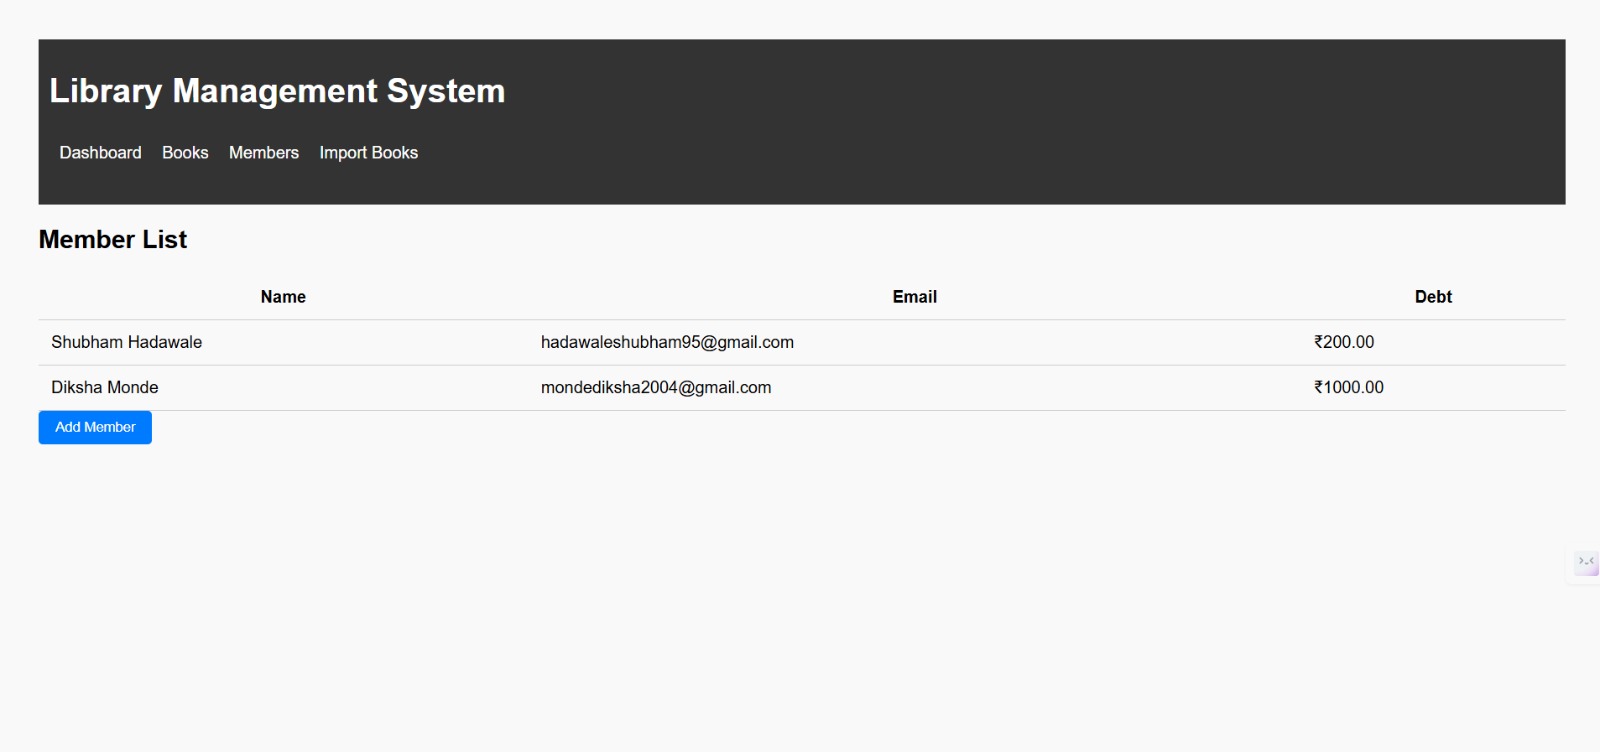 Library Management System
Dashboard Books Members Import Books
Member List
Name Email Debt
Shubham Hadawale hadawaleshubham95@gmail.com ₹200.00
Diksha Monde mondediksha2004@gmail.com ₹1000.00
Add Member